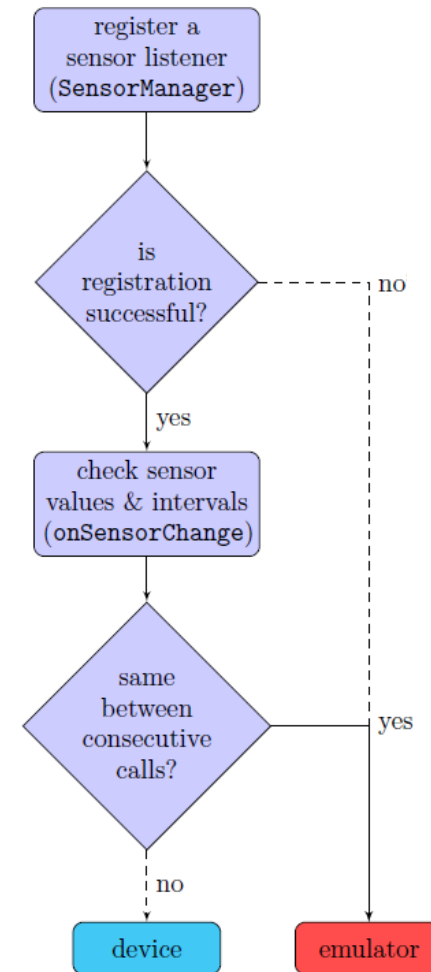 register a
sensor listener
(SensorManager)
is
registration
successful?
no
yes
check sensor
values & intervals
(onSensorChange)
same
between
consecutive
calls?
yes
no
device
emulator